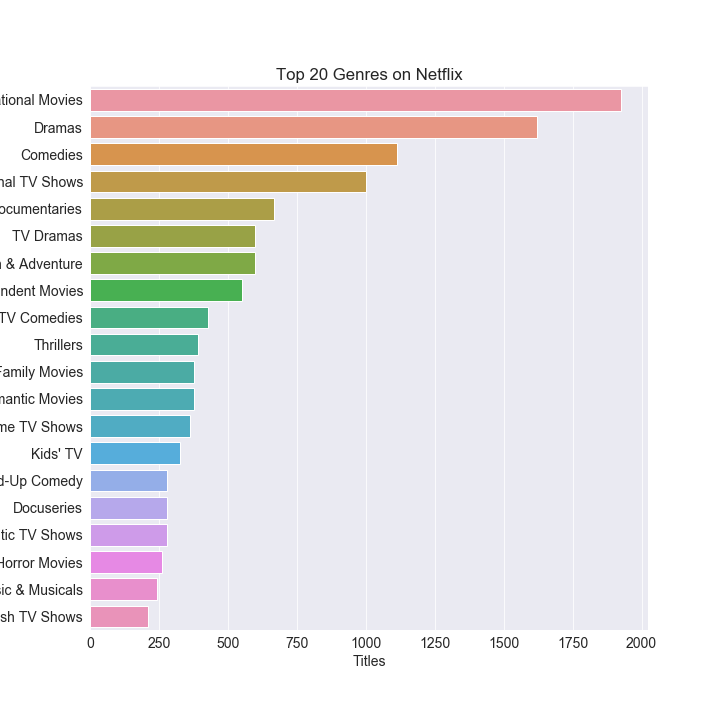 Top 20 Genres on Netflix
ational Movies
Dramas
Comedies
nal TV Shows
ocumentaries
TV Dramas
& Adventure
ndent Movies
TV Comedies
Thrillers
Family Movies
mantic Movies
me TV Shows
Kids' TV
d-Up Comedy
Docuseries
tic TV Shows
Horror Movies
sic & Musicals
sh TV Shows
0 250 500 750 1000 1250 1500 1750 2000
Titles